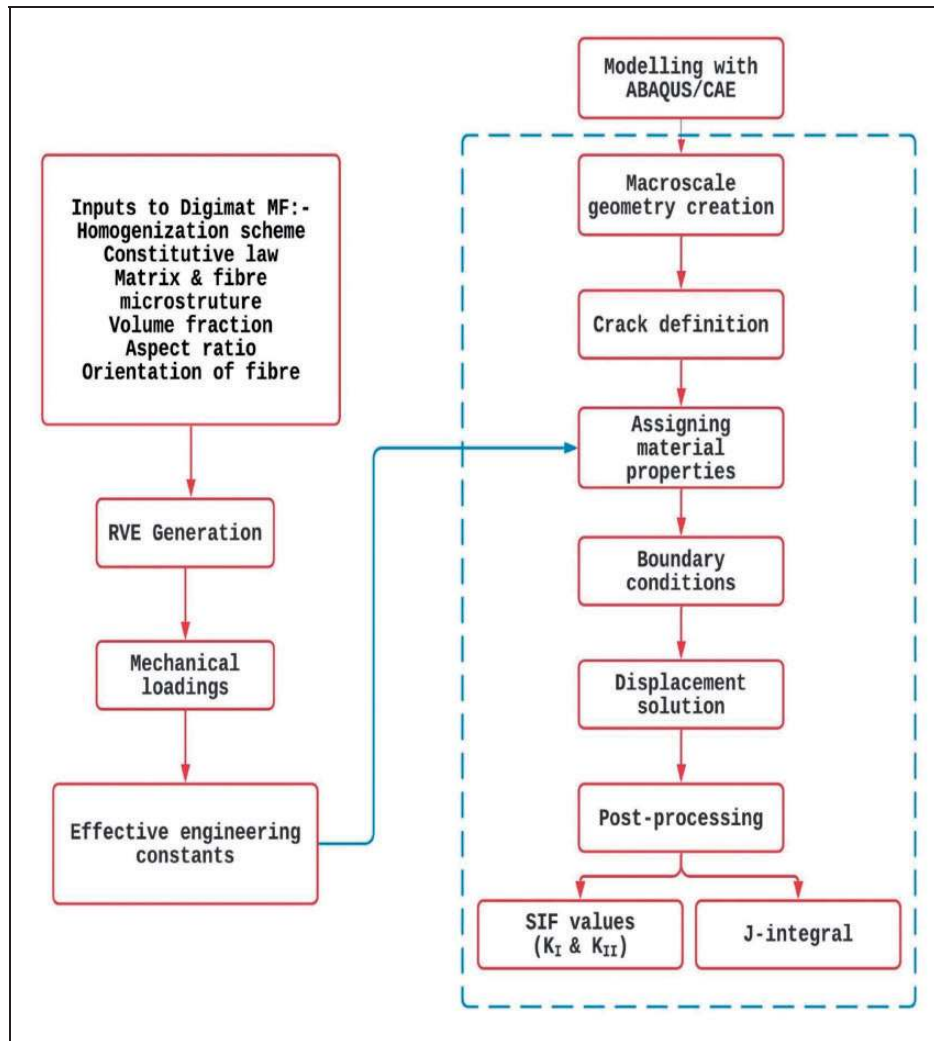 Inputs to Digimat MF:-
Homogenization scheme
Constitutive law
Matrix & fibre
microstruture
Volume fraction
Aspect ratio
Orientation of fibre
RVE Generation
Mechanical
loadings
Effective engineering
constants
Modelling with
ABAQUS/CAE
Macroscale
geometry creation
Crack definition
Assigning
material
properties
Boundary
conditions
Displacement
solution
Post-processing
SIF values
(K_I & K_II)
J-integral